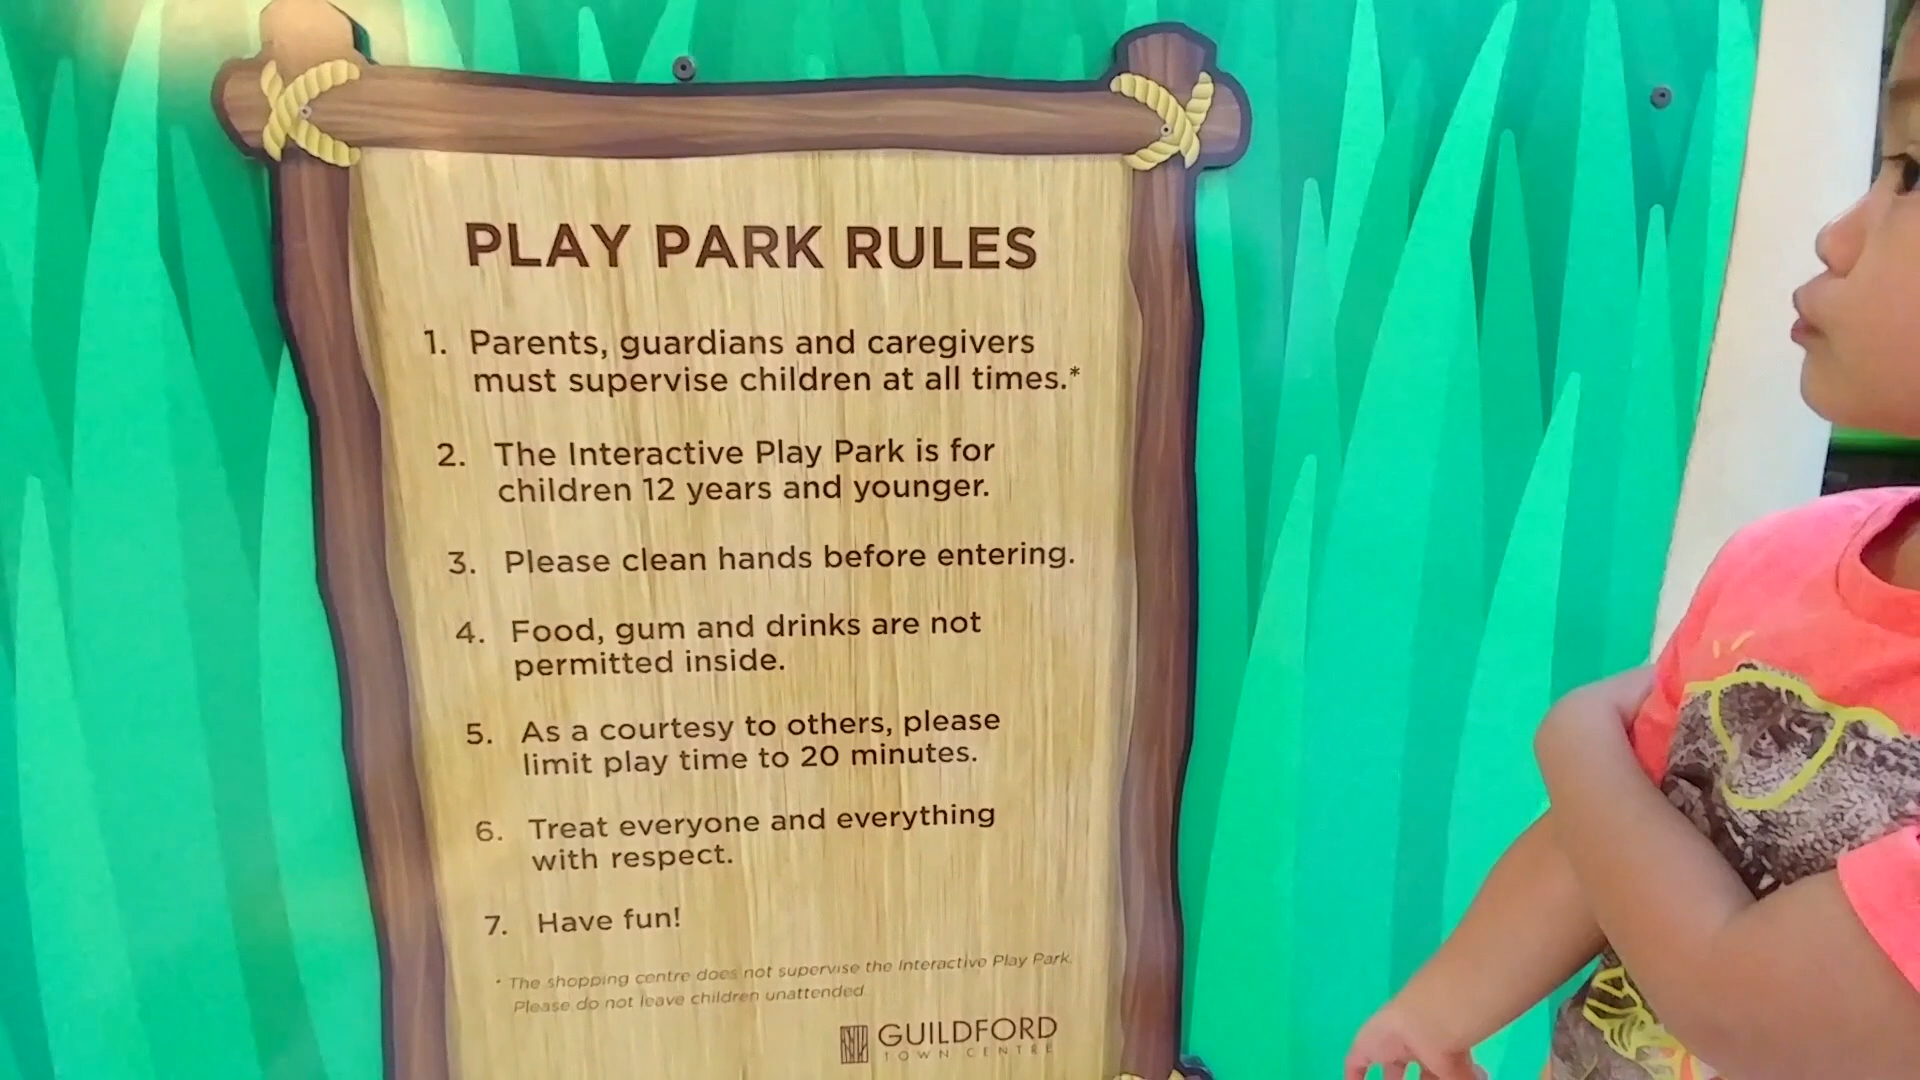 PLAY PARK RULES
1. Parents, guardians and caregivers
must supervise children at all times.*
2. The Interactive Play Park is for
children 12 years and younger.
3. Please clean hands before entering.
4. Food, gum and drinks are not
permitted inside.
5. As a courtesy to others, please
limit play time to 20 minutes.
6. Treat everyone and everything
with respect.
7. Have fun!
* The shopping centre does not supervise the Interactive Play Park.
Please do not leave children unattended.
GUILDFORD
TOWN CENTRE